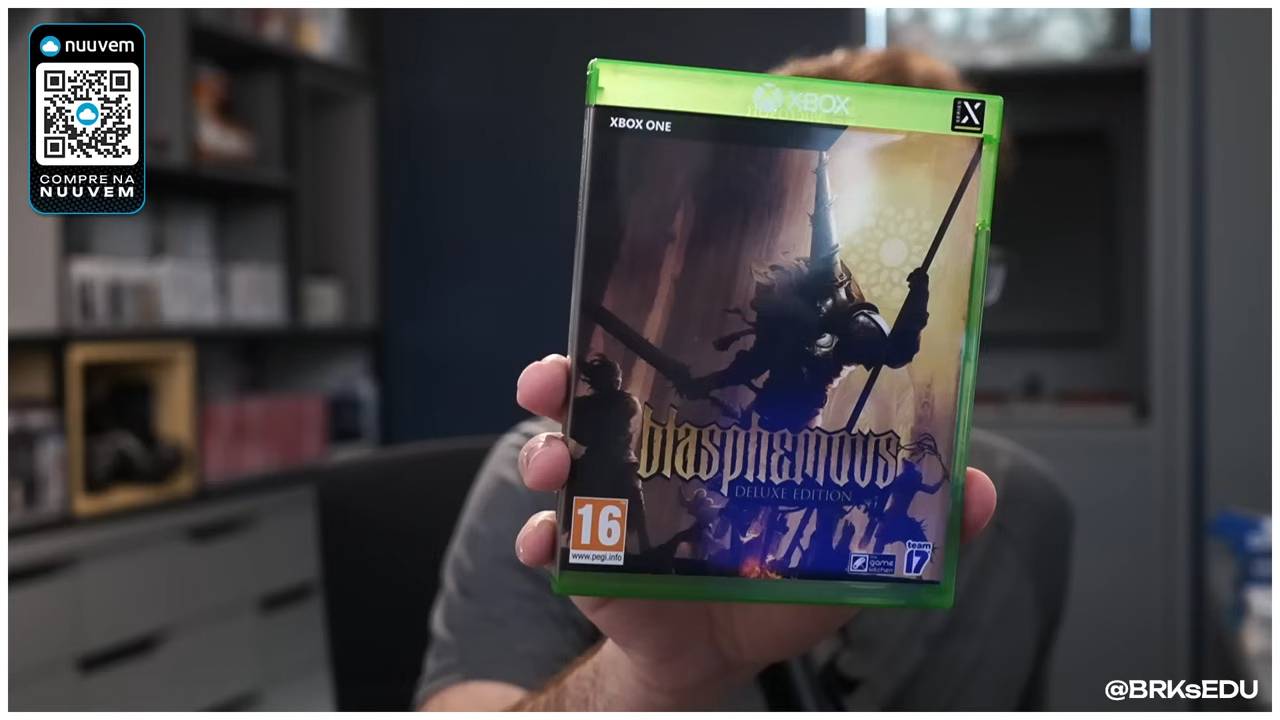 nuuvem
COMPRE NA
NUUVEM
XBOX
SERIES X
XBOX ONE
blasphemous
DELUXE EDITION
16
www.pegi.info
the game kitchen
team
17
@BRKsEDU